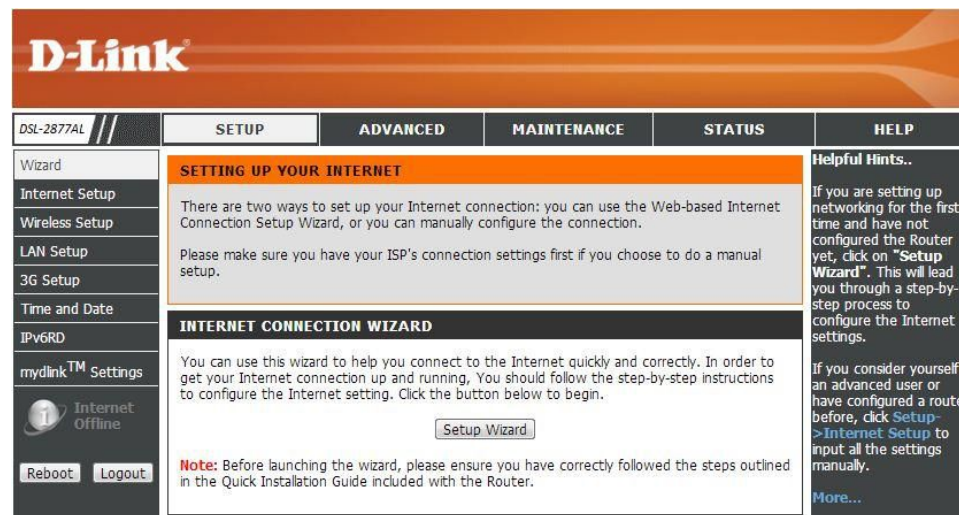 D-Link
DSL-2877AL
SETUP
ADVANCED
MAINTENANCE
STATUS
HELP
Wizard
Internet Setup
Wireless Setup
LAN Setup
3G Setup
Time and Date
IPv6RD
mydlink™ Settings
Internet
Offline
Reboot
Logout
SETTING UP YOUR INTERNET
There are two ways to set up your Internet connection: you can use the Web-based Internet
Connection Setup Wizard, or you can manually configure the connection.
Please make sure you have your ISP's connection settings first if you choose to do a manual
setup.
INTERNET CONNECTION WIZARD
You can use this wizard to help you connect to the Internet quickly and correctly. In order to
get your Internet connection up and running, You should follow the step-by-step instructions
to configure the Internet setting. Click the button below to begin.
Setup Wizard
Note: Before launching the wizard, please ensure you have correctly followed the steps outlined
in the Quick Installation Guide included with the Router.
Helpful Hints..
If you are setting up
networking for the first
time and have not
configured the Router
yet, click on "Setup
Wizard". This will lead
you through a step-by-
step process to
configure the Internet
settings.
If you consider yourself
an advanced user or
have configured a route
before, click Setup-
>Internet Setup to
input all the settings
manually.
More...